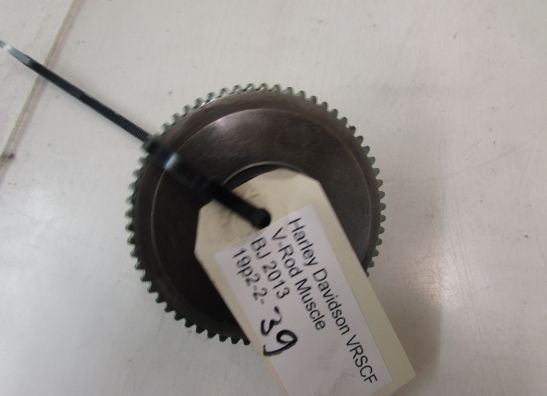 Harley Davidson VRSCF
V-Rod Muscle
BJ 2013
19p2-2-39